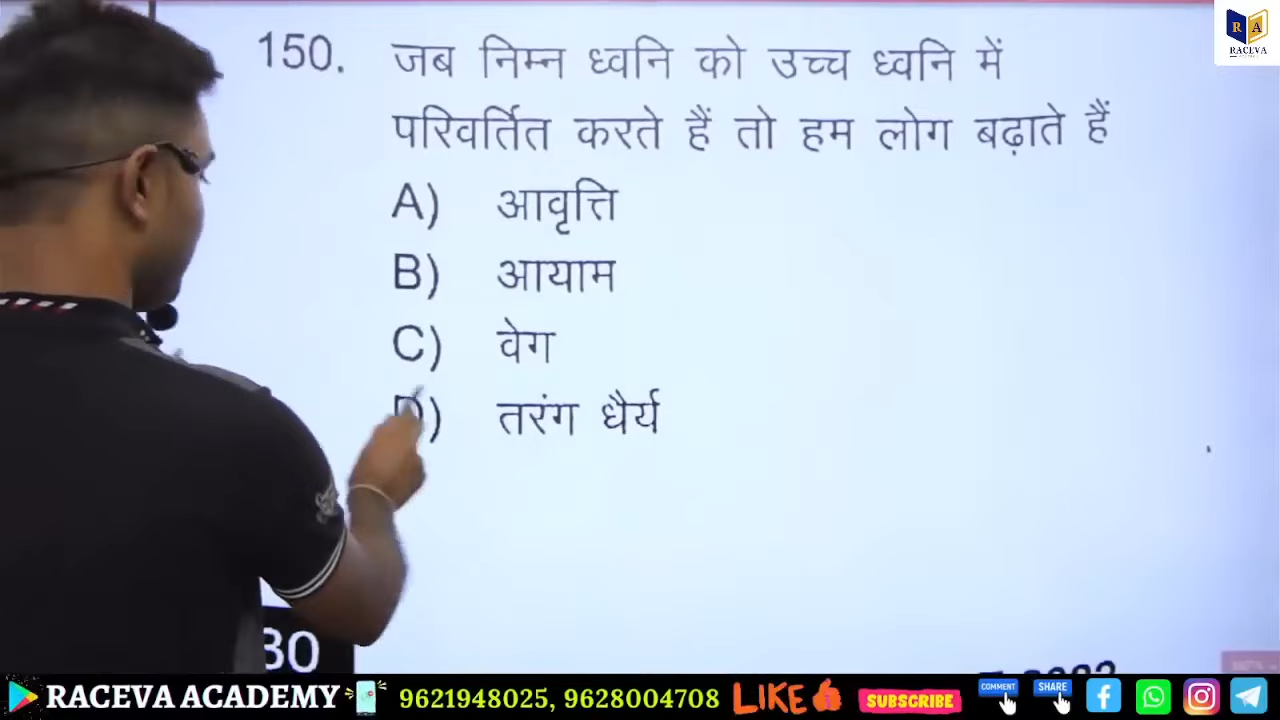 R A
RACEVA
150. जब निम्न ध्वनि को उच्च ध्वनि में
परिवर्तित करते हैं तो हम लोग बढ़ाते हैं
A) आवृत्ति
B) आयाम
C) वेग
D) तरंग धैर्य
30
RACEVA ACADEMY 9621948025, 9628004708 LIKE SUBSCRIBE COMMENT SHARE